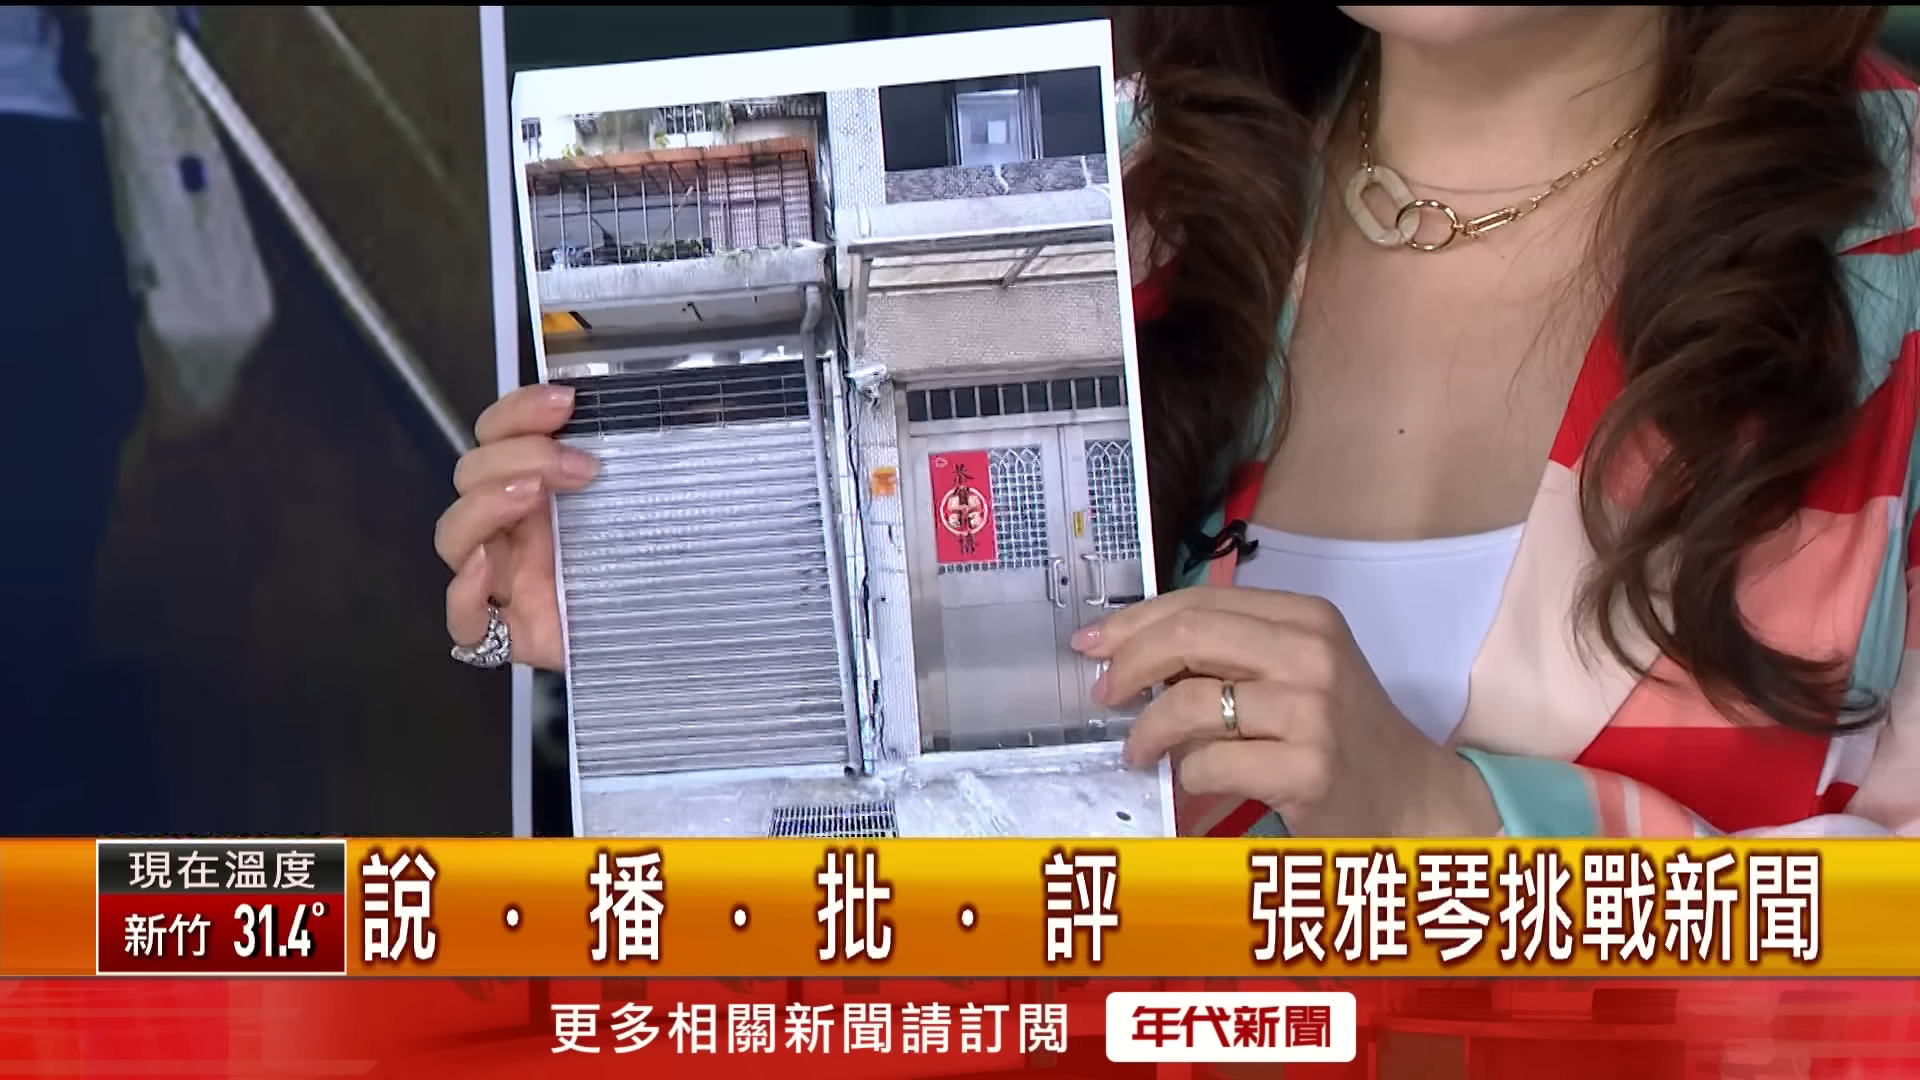 恭
現在溫度
新竹 31.4°
說・播・批・評 張雅琴挑戰新聞
更多相關新聞請訂閱 年代新聞